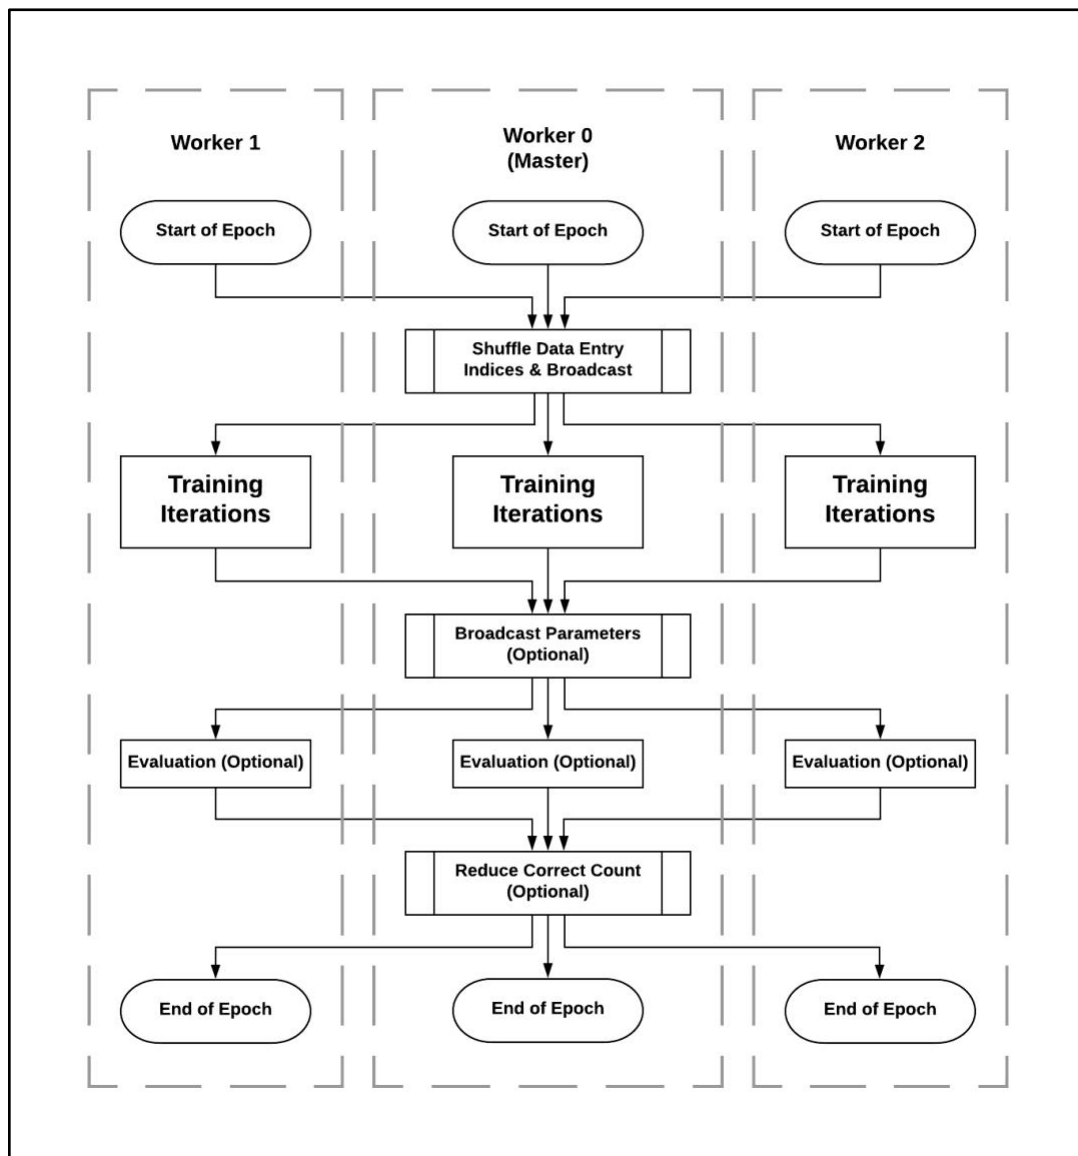 Worker 1
Worker 0
(Master)
Worker 2
Start of Epoch
Start of Epoch
Start of Epoch
Shuffle Data Entry
Indices & Broadcast
Training
Iterations
Training
Iterations
Training
Iterations
Broadcast Parameters
(Optional)
Evaluation (Optional)
Evaluation (Optional)
Evaluation (Optional)
Reduce Correct Count
(Optional)
End of Epoch
End of Epoch
End of Epoch